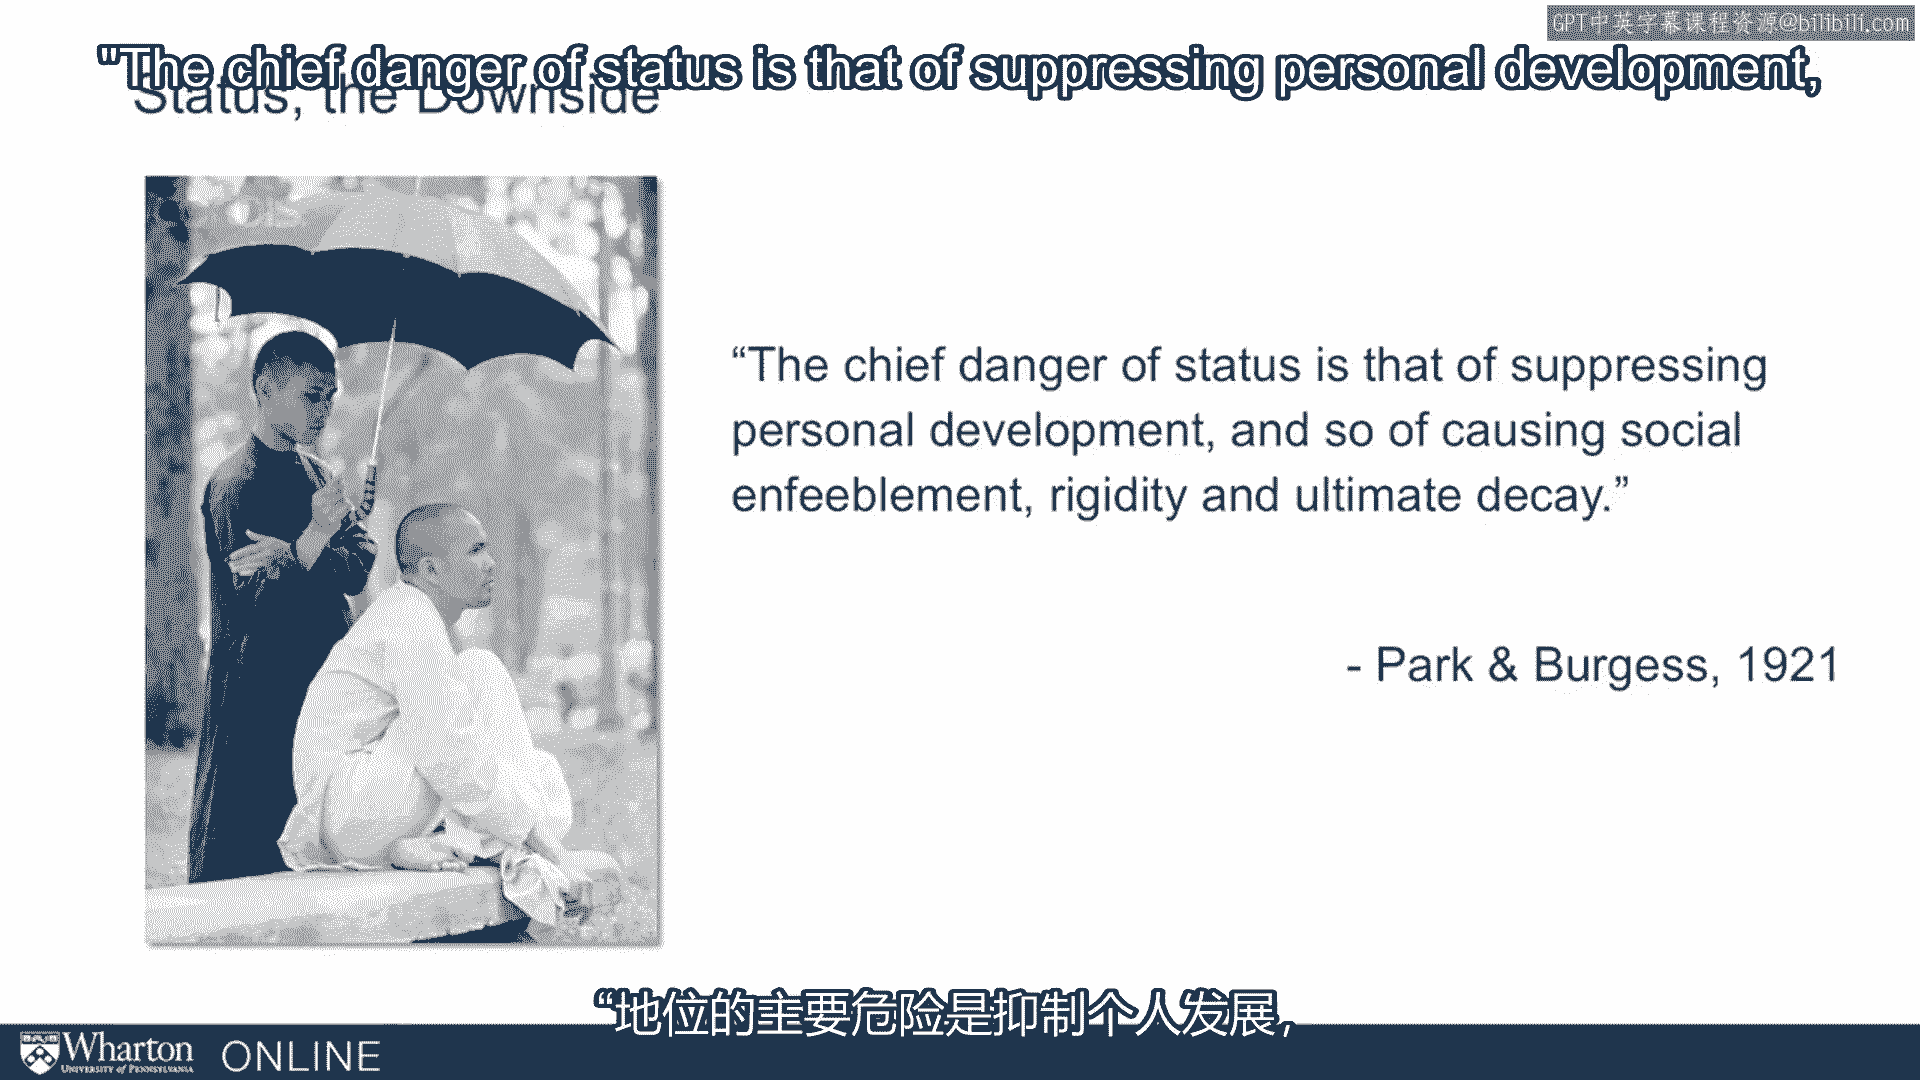 GPT中英字幕课程资源@bilibili.com
"The chief danger of status is that of suppressing personal development,
Status, the Downside
“The chief danger of status is that of suppressing
personal development, and so of causing social
enfeeblement, rigidity and ultimate decay.”
- Park & Burgess, 1921
“地位的主要危险是抑制个人发展，
Wharton
UNIVERSITY of PENNSYLVANIA
ONLINE